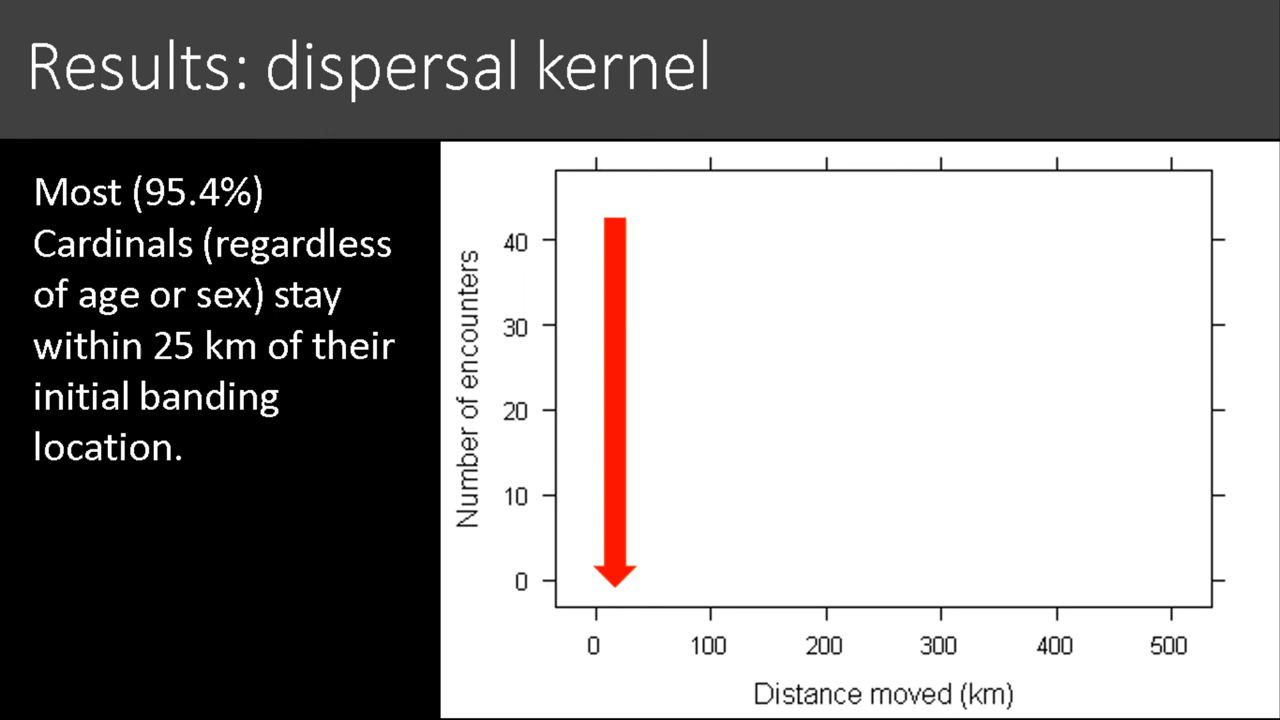 Results: dispersal kernel
Most (95.4%)
Cardinals (regardless
of age or sex) stay
within 25 km of their
initial banding
location.
Number of encounters
40
30
20
10
0
0 100 200 300 400 500
Distance moved (km)